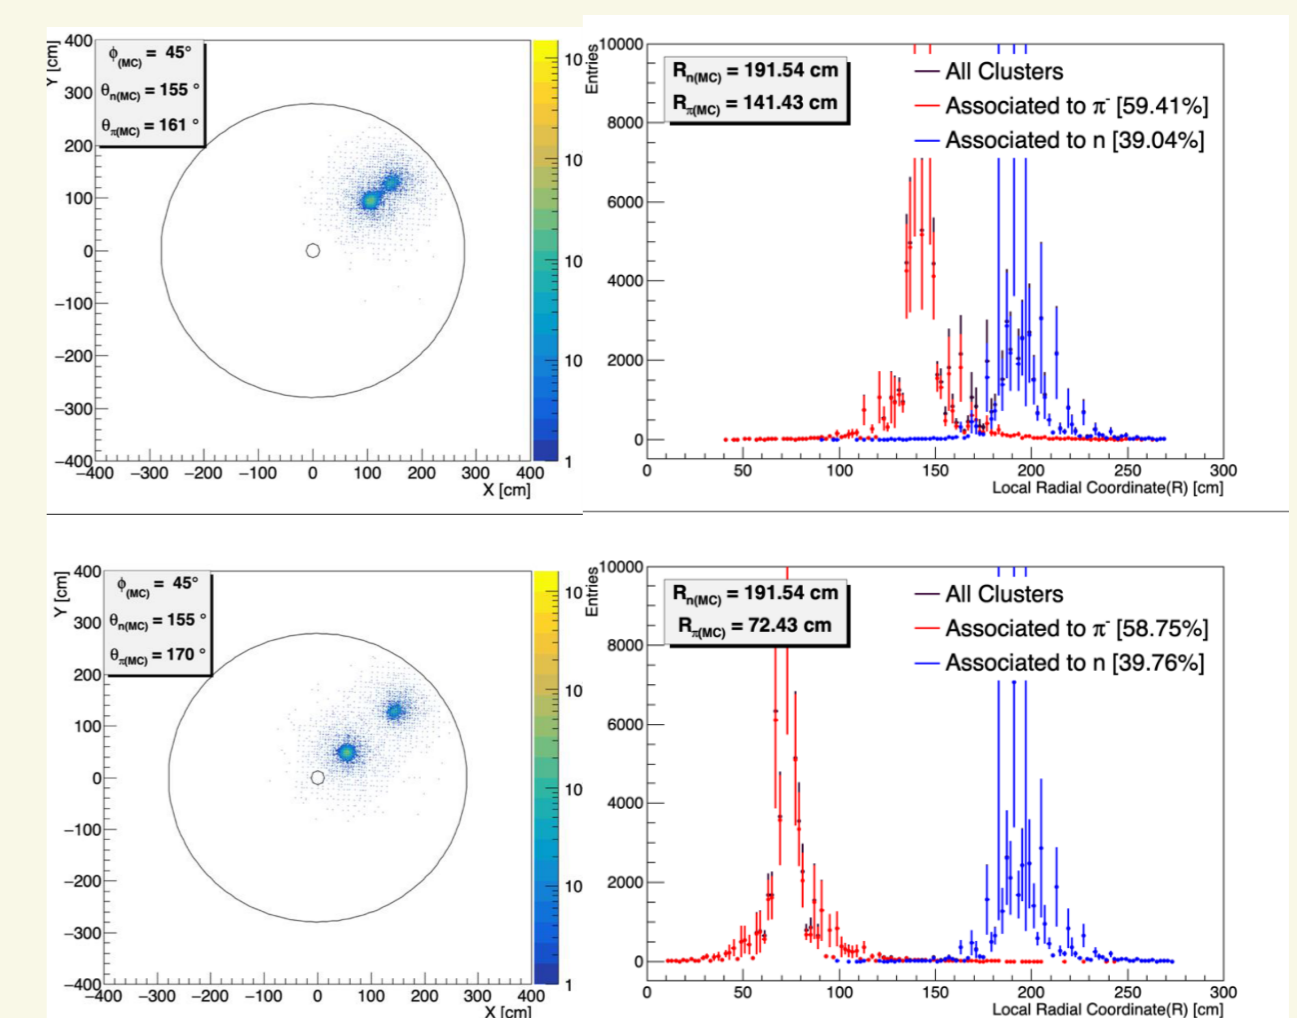 Y [cm]
400
300
200
100
0
−100
−200
−300
−400
−400 −300 −200 −100 0 100 200 300 400
X [cm]
ϕ(MC) = 45°
θn(MC) = 155 °
θπ(MC) = 161 °
Entries
10
10
10
10
1
10000
8000
6000
4000
2000
0
0 50 100 150 200 250 300
Local Radial Coordinate(R) [cm]
Rn(MC) = 191.54 cm
Rπ(MC) = 141.43 cm
All Clusters
Associated to π- [59.41%]
Associated to n [39.04%]
Y [cm]
400
300
200
100
0
−100
−200
−300
−400
−400 −300 −200 −100 0 100 200 300 400
X [cm]
ϕ(MC) = 45°
θn(MC) = 155 °
θπ(MC) = 170 °
Entries
10
10
10
10
1
10000
8000
6000
4000
2000
0
0 50 100 150 200 250 300
Local Radial Coordinate(R) [cm]
Rn(MC) = 191.54 cm
Rπ(MC) = 72.43 cm
All Clusters
Associated to π- [58.75%]
Associated to n [39.76%]